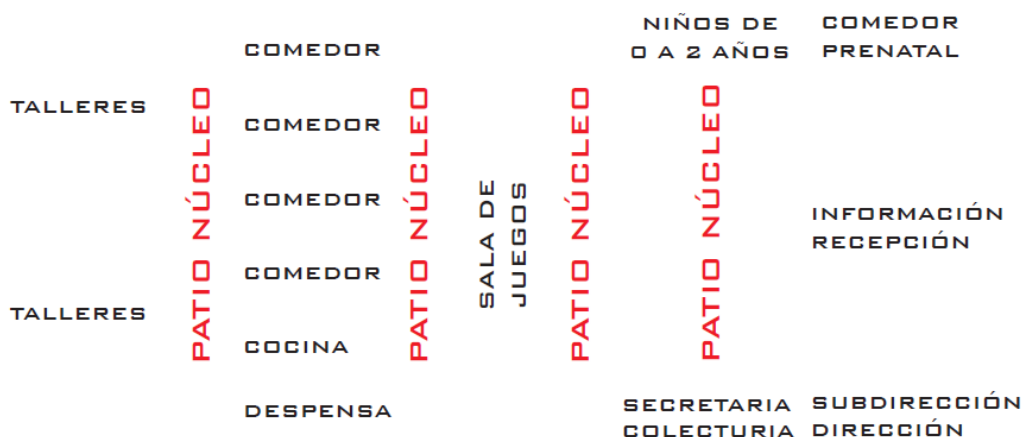 TALLERES
TALLERES
PATIO NÚCLEO
COMEDOR
COMEDOR
COMEDOR
COMEDOR
COCINA
DESPENSA
PATIO NÚCLEO
SALA DE
JUEGOS
PATIO NÚCLEO
NIÑOS DE
0 A 2 AÑOS
PATIO NÚCLEO
SECRETARIA
COLECTURIA
COMEDOR
PRENATAL
INFORMACIÓN
RECEPCIÓN
SUBDIRECCIÓN
DIRECCIÓN